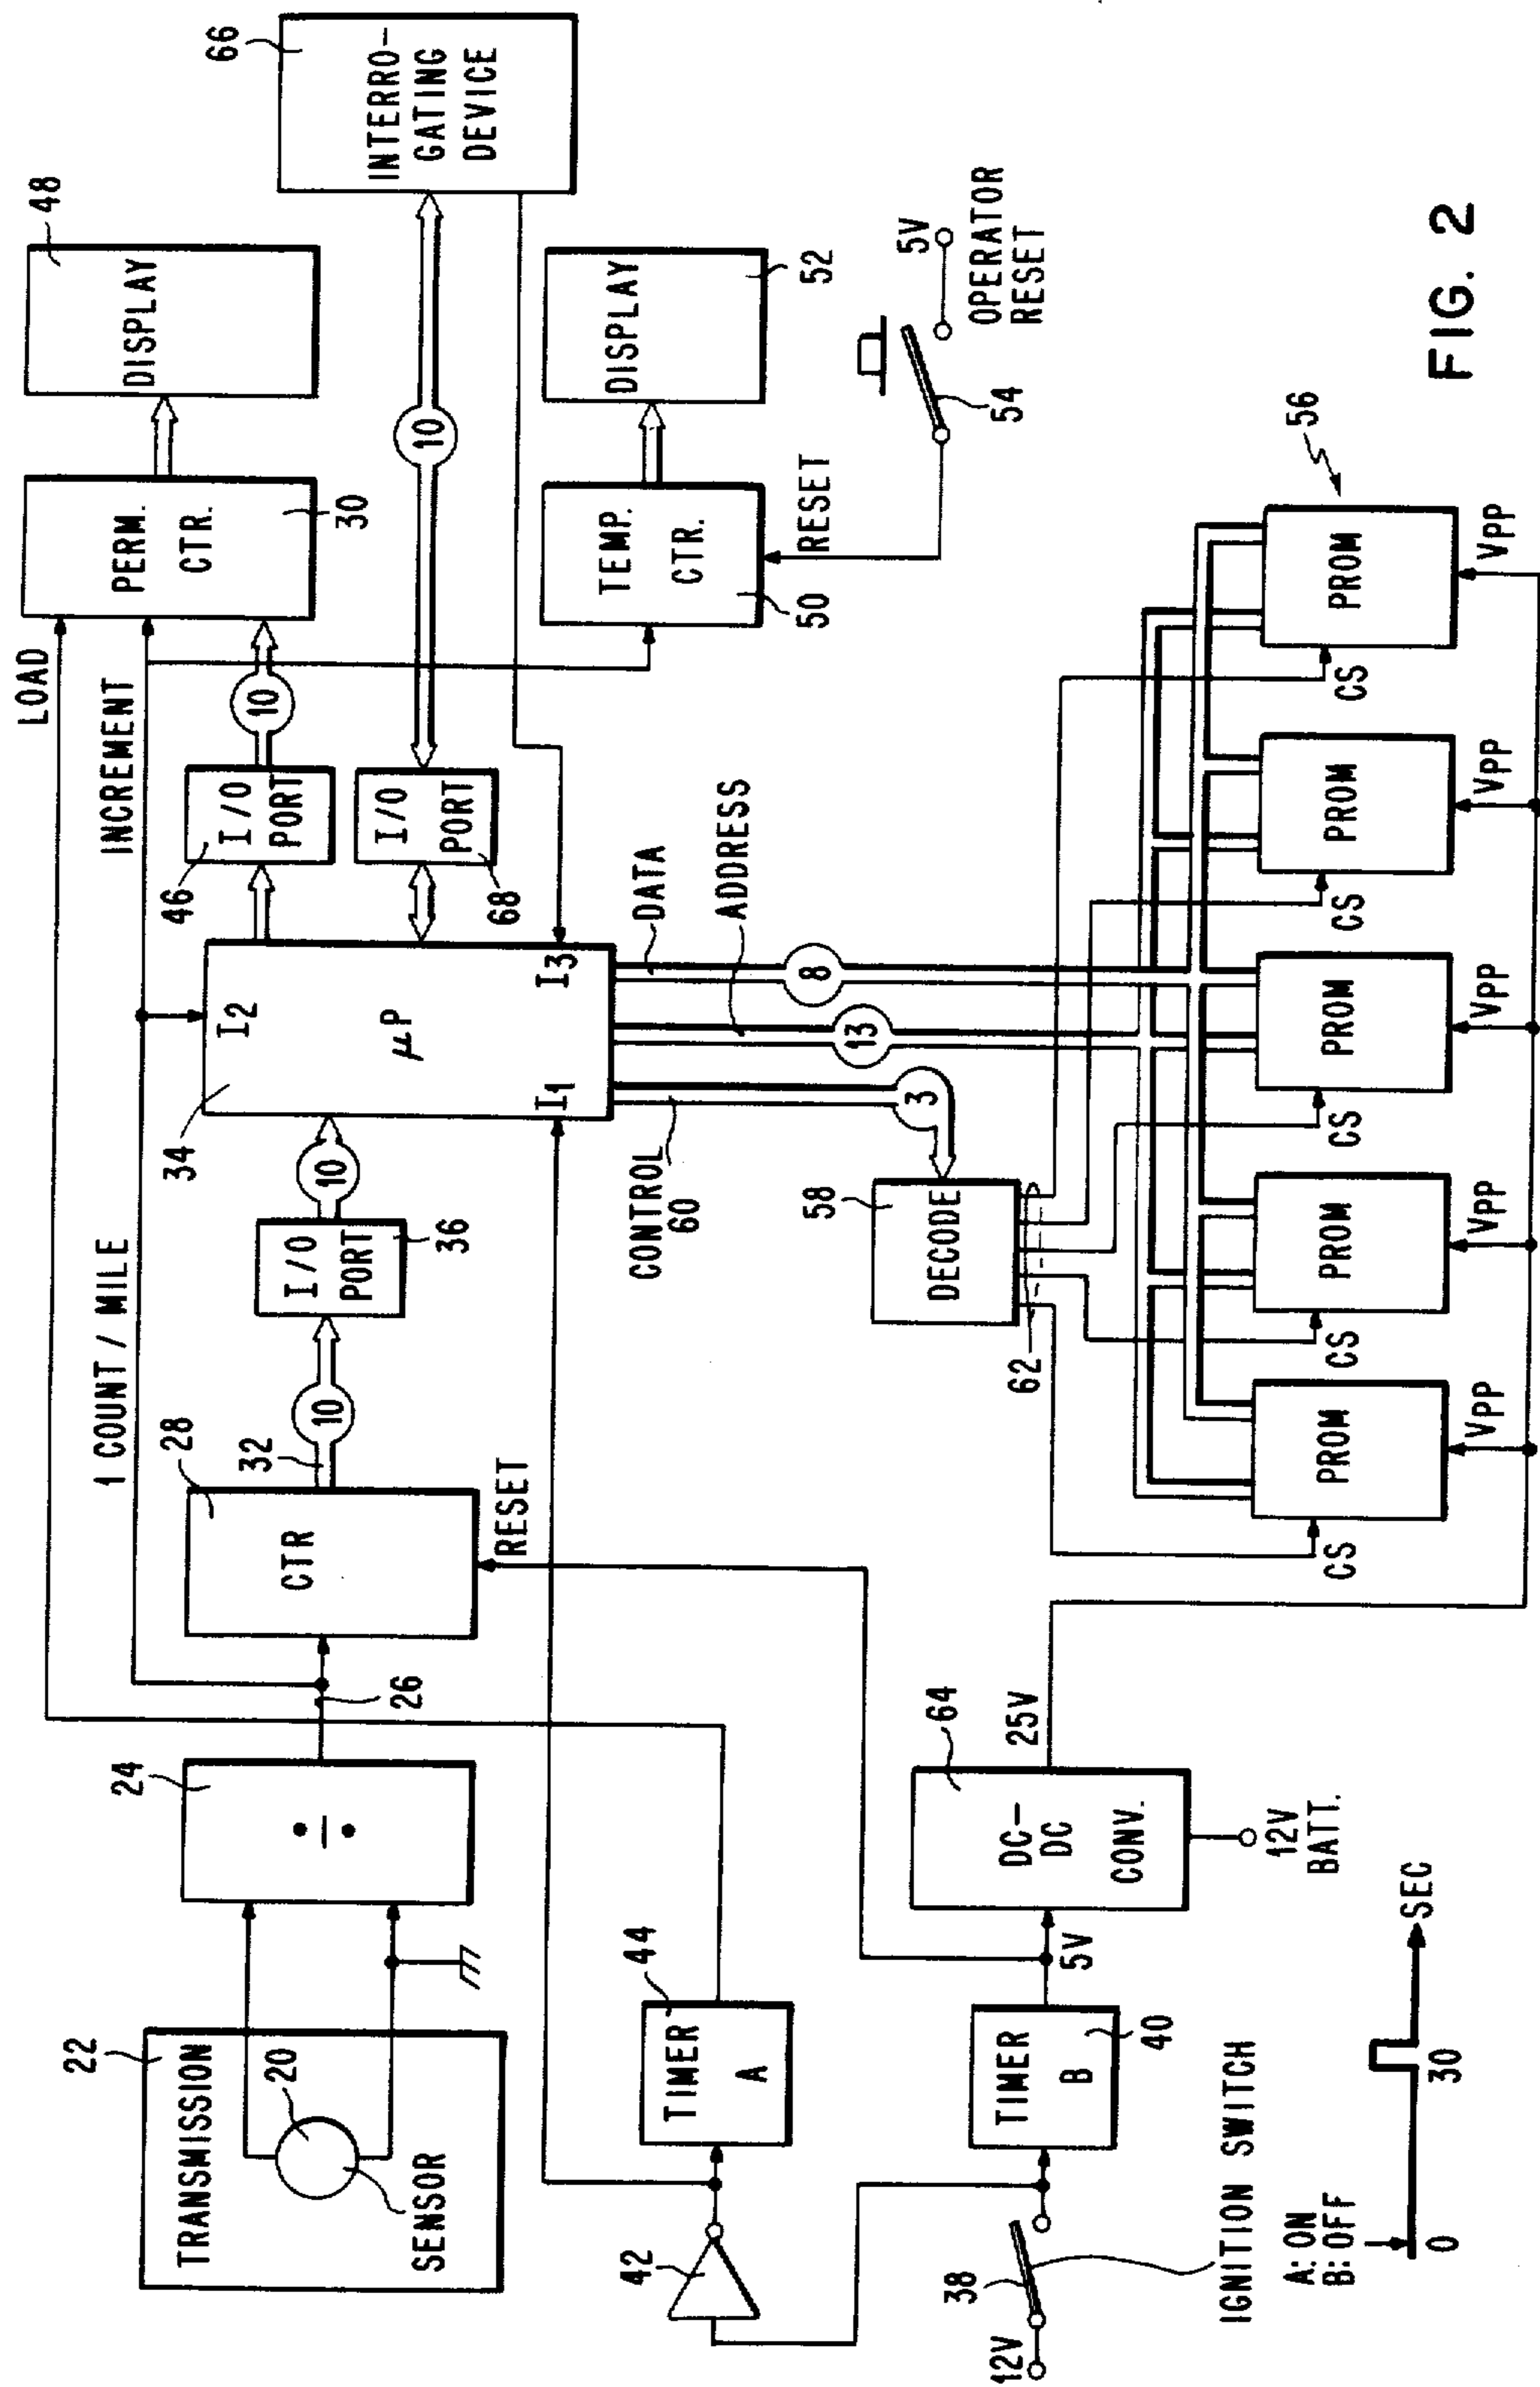 22
TRANSMISSION
20
SENSOR
24
÷
26
1 COUNT / MILE
28
CTR
RESET
32
10
I/O
PORT
36
10
34
I2
μP
I1
I3
INCREMENT
LOAD
46
I/O
PORT
10
PERM.
CTR.
30
DISPLAY
48
I/O
PORT
68
10
INTERRO-
GATING
DEVICE
66
TEMP.
CTR.
50
DISPLAY
52
RESET
54
5V
OPERATOR
RESET
42
TIMER
A
44
12V
38
IGNITION SWITCH
TIMER
B
40
5V
DC-
DC
CONV.
64
25V
12V
BATT.
CONTROL
60
3
13
ADDRESS
8
DATA
58
DECODE
62
56
PROM
CS
VPP
PROM
CS
VPP
PROM
CS
VPP
PROM
CS
VPP
PROM
CS
VPP
A: ON
B: OFF
0
30
SEC
FIG. 2